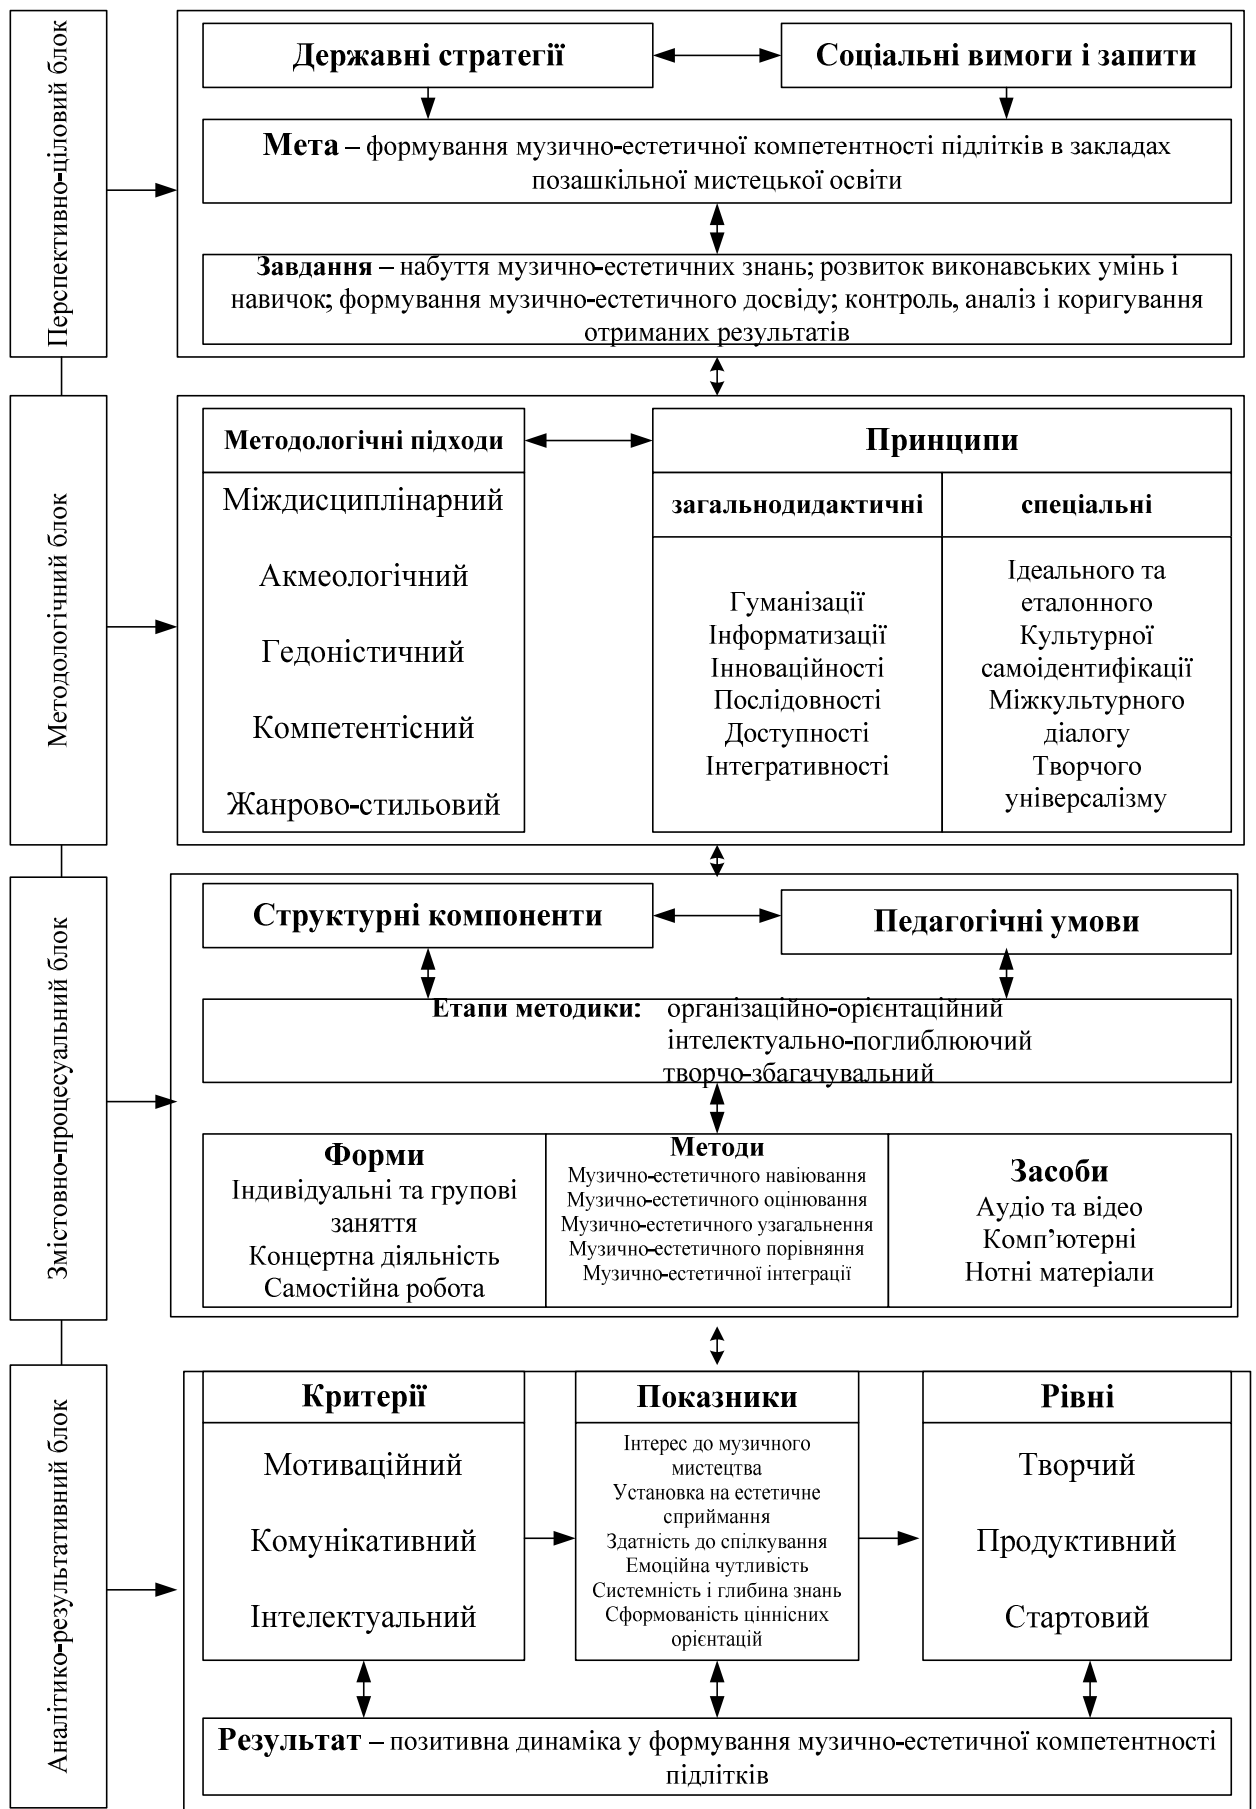 Перспективно-ціловий блок
Державні стратегії
Соціальні вимоги і запити
Мета – формування музично-естетичної компетентності підлітків в закладах
позашкільної мистецької освіти
Завдання – набуття музично-естетичних знань; розвиток виконавських умінь і
навичок; формування музично-естетичного досвіду; контроль, аналіз і коригування
отриманих результатів
Методологічний блок
Методологічні підходи
Міждисциплінарний
Акмеологічний
Гедоністичний
Компетентісний
Жанрово-стильовий
Принципи
загальнодидактичні
Гуманізації
Інформатизації
Інноваційності
Послідовності
Доступності
Інтегративності
спеціальні
Ідеального та
еталонного
Культурної
самоідентифікації
Міжкультурного
діалогу
Творчого
універсалізму
Змістовно-процесуальний блок
Структурні компоненти
Педагогічні умови
Етапи методики: організаційно-орієнтаційний
інтелектуально-поглиблюючий
творчо-збагачувальний
Форми
Індивідуальні та групові
заняття
Концертна діяльність
Самостійна робота
Методи
Музично-естетичного навіювання
Музично-естетичного оцінювання
Музично-естетичного узагальнення
Музично-естетичного порівняння
Музично-естетичної інтеграції
Засоби
Аудіо та відео
Комп’ютерні
Нотні матеріали
Аналітико-результативний блок
Критерії
Мотиваційний
Комунікативний
Інтелектуальний
Показники
Інтерес до музичного
мистецтва
Установка на естетичне
сприймання
Здатність до спілкування
Емоційна чутливість
Системність і глибина знань
Сформованість ціннісних
орієнтацій
Рівні
Творчий
Продуктивний
Стартовий
Результат – позитивна динаміка у формування музично-естетичної компетентності
підлітків